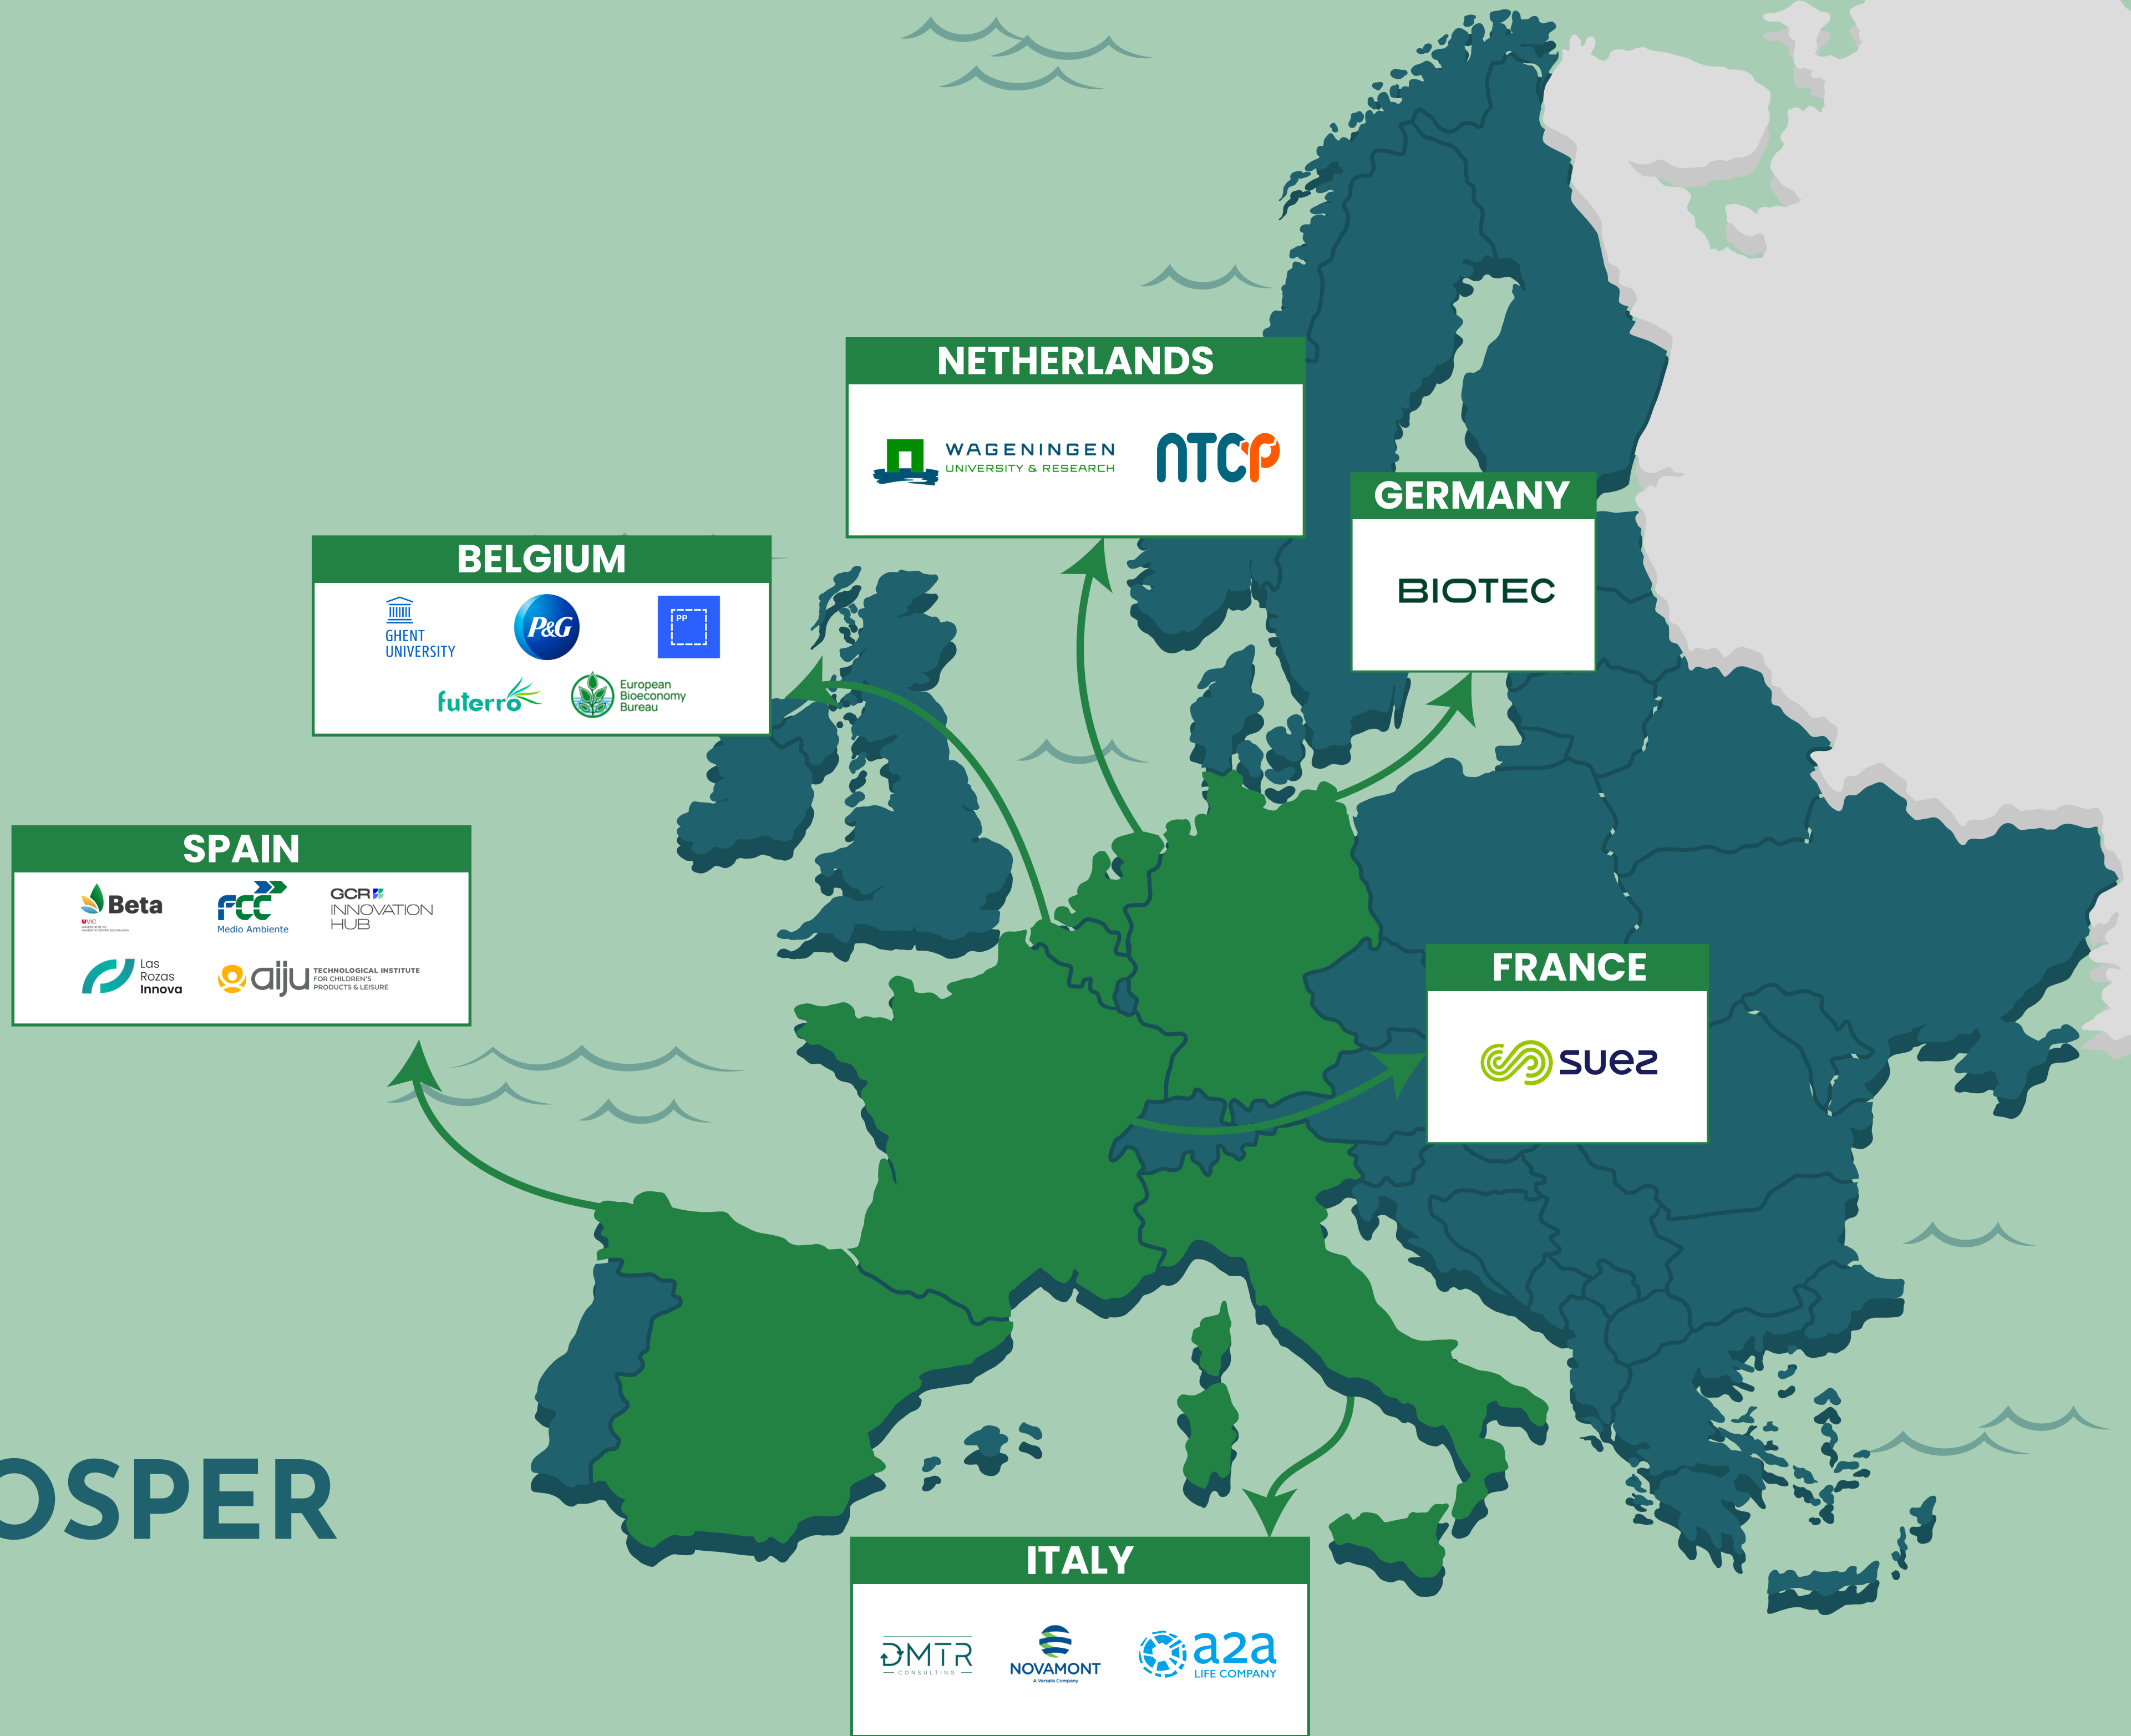 NETHERLANDS
WAGENINGEN
UNIVERSITY & RESEARCH
NTCP
GERMANY
BIOTEC
BELGIUM
GHENT
UNIVERSITY
P&G
PP
futerro
European
Bioeconomy
Bureau
SPAIN
Beta
UVIC
FCC
Medio Ambiente
GCR
INNOVATION
HUB
Las
Rozas
Innova
aiju
TECHNOLOGICAL INSTITUTE
FOR CHILDREN'S
PRODUCTS & LEISURE
FRANCE
suez
OSPER
ITALY
DMTR
CONSULTING
NOVAMONT
A Versalis Company
a2a
LIFE COMPANY